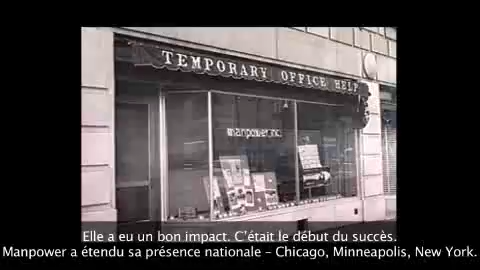 TEMPORARY OFFICE HELP
manpower, inc.
Elle a eu un bon impact. C'était le début du succès.
Manpower a étendu sa présence nationale – Chicago, Minneapolis, New York.